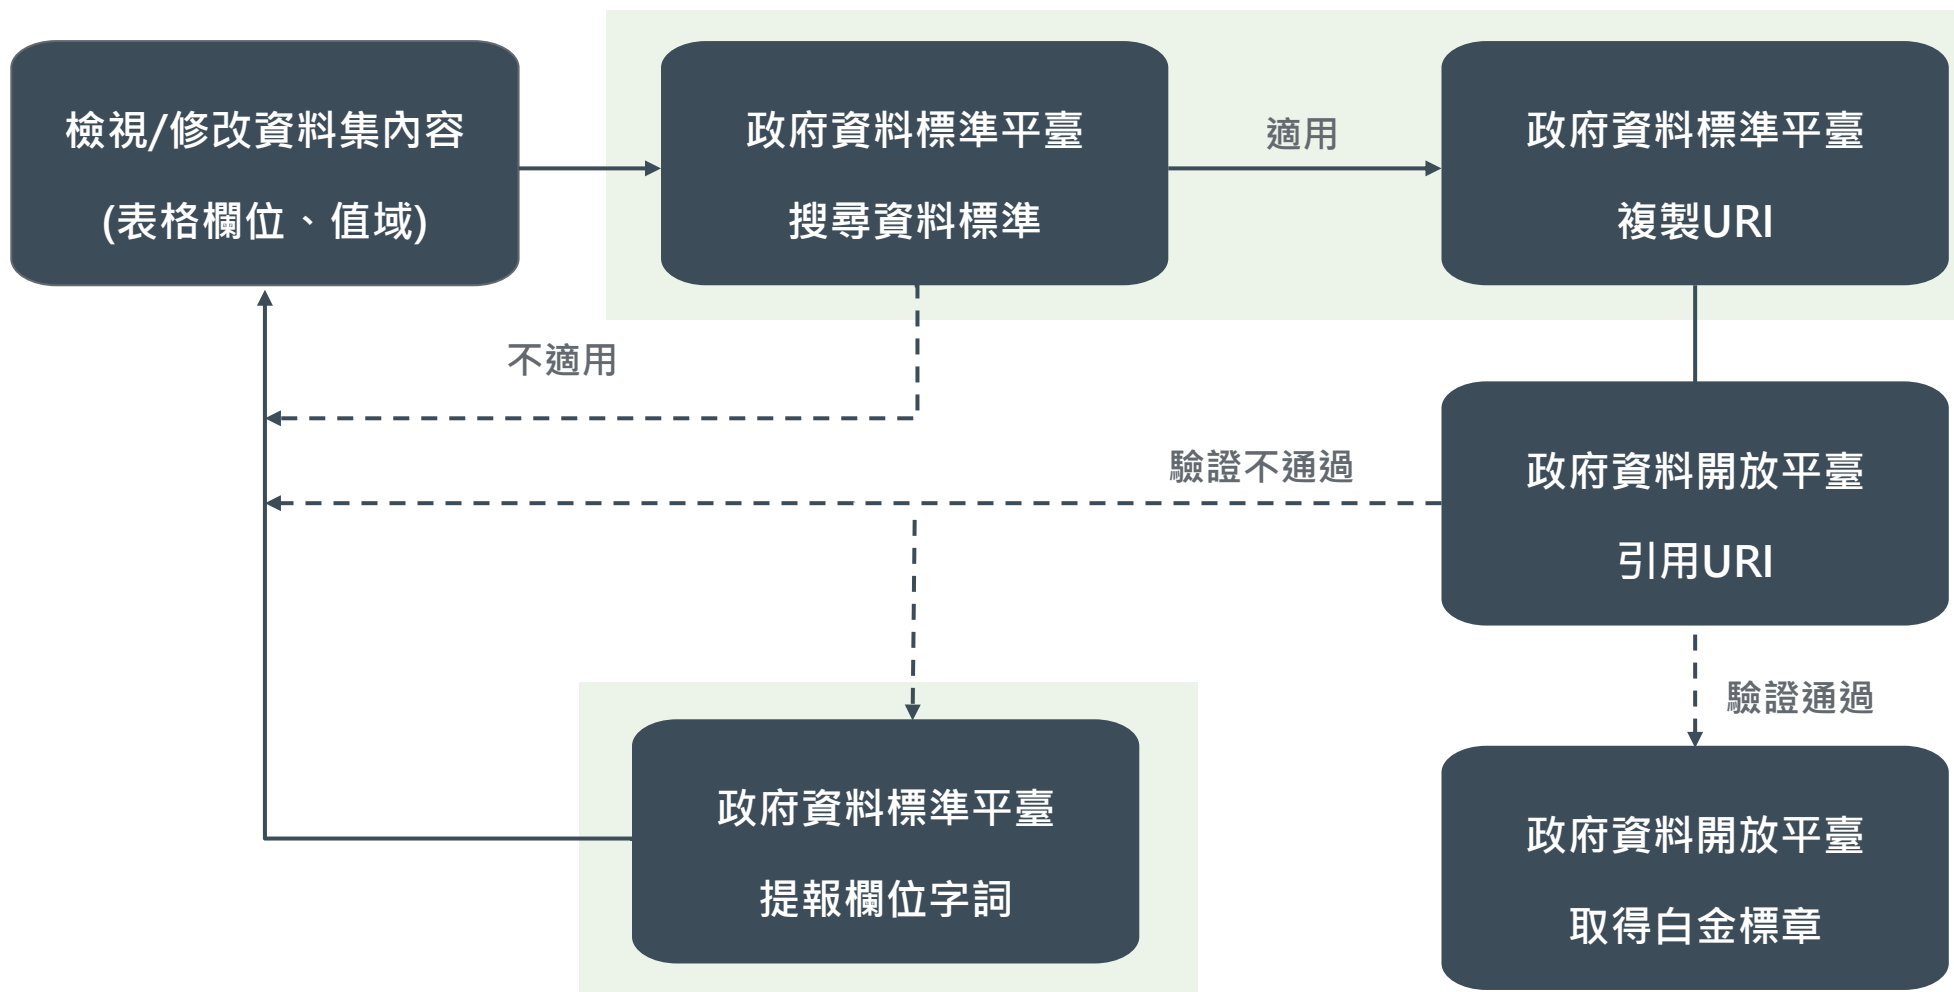 檢視/修改資料集內容
(表格欄位、值域)
政府資料標準平臺
搜尋資料標準
適用
政府資料標準平臺
複製URI
不適用
驗證不通過
政府資料開放平臺
引用URI
驗證通過
政府資料標準平臺
提報欄位字詞
政府資料開放平臺
取得白金標章